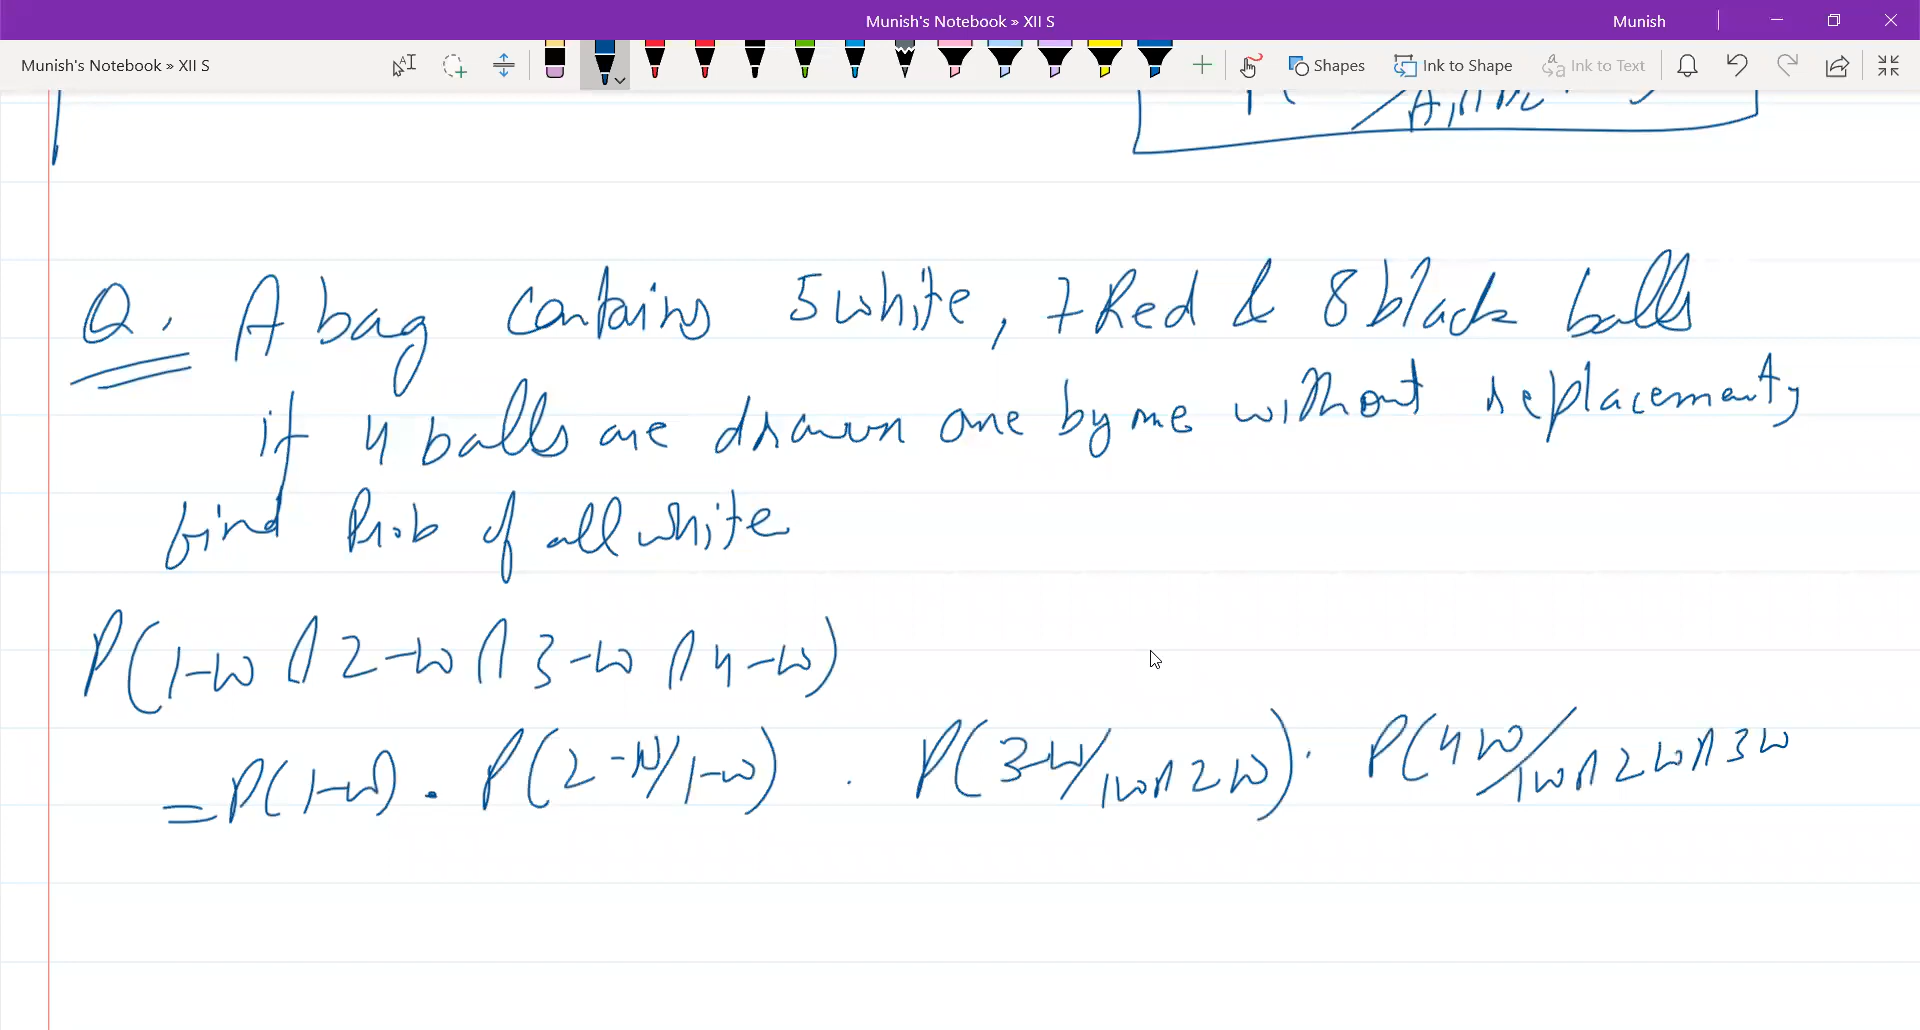 Munish's Notebook » XII S
Munish
Munish's Notebook » XII S
Shapes
Ink to Shape
Ink to Text
Q. A bag contains 5 white, 7 Red & 8 black balls
if 4 balls are drawn one by one without replacement,
find Prob of all white
P(1-W ∩ 2-W ∩ 3-W ∩ 4-W)
= P(1-W) . P(2-W/1-W) . P(3-W/1W∩2W) . P(4W/1W∩2W∩3W